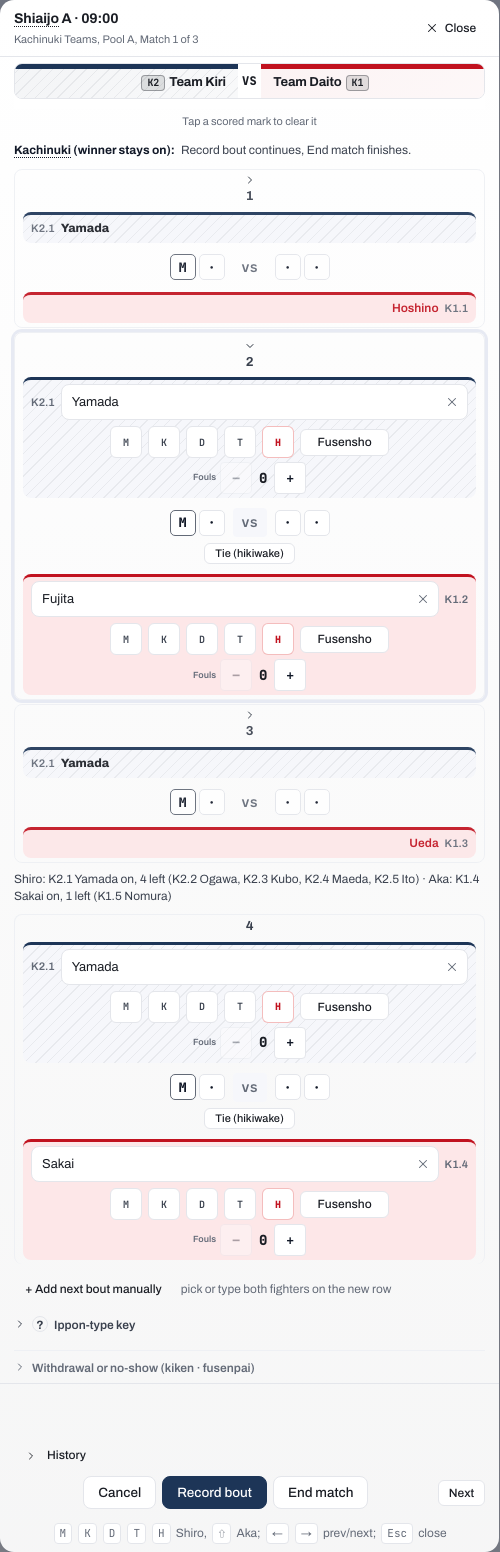 Shiaijo A · 09:00
Kachinuki Teams, Pool A, Match 1 of 3
× Close
K2 Team Kiri VS Team Daito K1
Tap a scored mark to clear it
Kachinuki (winner stays on): Record bout continues, End match finishes.
1
K2.1 Yamada
M · vs · ·
Hoshino K1.1
2
K2.1 Yamada ×
M K D T H Fusensho
Fouls − 0 +
M · vs · ·
Tie (hikiwake)
Fujita × K1.2
M K D T H Fusensho
Fouls − 0 +
3
K2.1 Yamada
M · vs · ·
Ueda K1.3
Shiro: K2.1 Yamada on, 4 left (K2.2 Ogawa, K2.3 Kubo, K2.4 Maeda, K2.5 Ito) · Aka: K1.4
Sakai on, 1 left (K1.5 Nomura)
4
K2.1 Yamada ×
M K D T H Fusensho
Fouls − 0 +
M · vs · ·
Tie (hikiwake)
Sakai × K1.4
M K D T H Fusensho
Fouls − 0 +
+ Add next bout manually pick or type both fighters on the new row
? Ippon-type key
Withdrawal or no-show (kiken · fusenpai)
History
Cancel Record bout End match Next
M K D T H Shiro, ⇧ Aka; ← → prev/next; Esc close